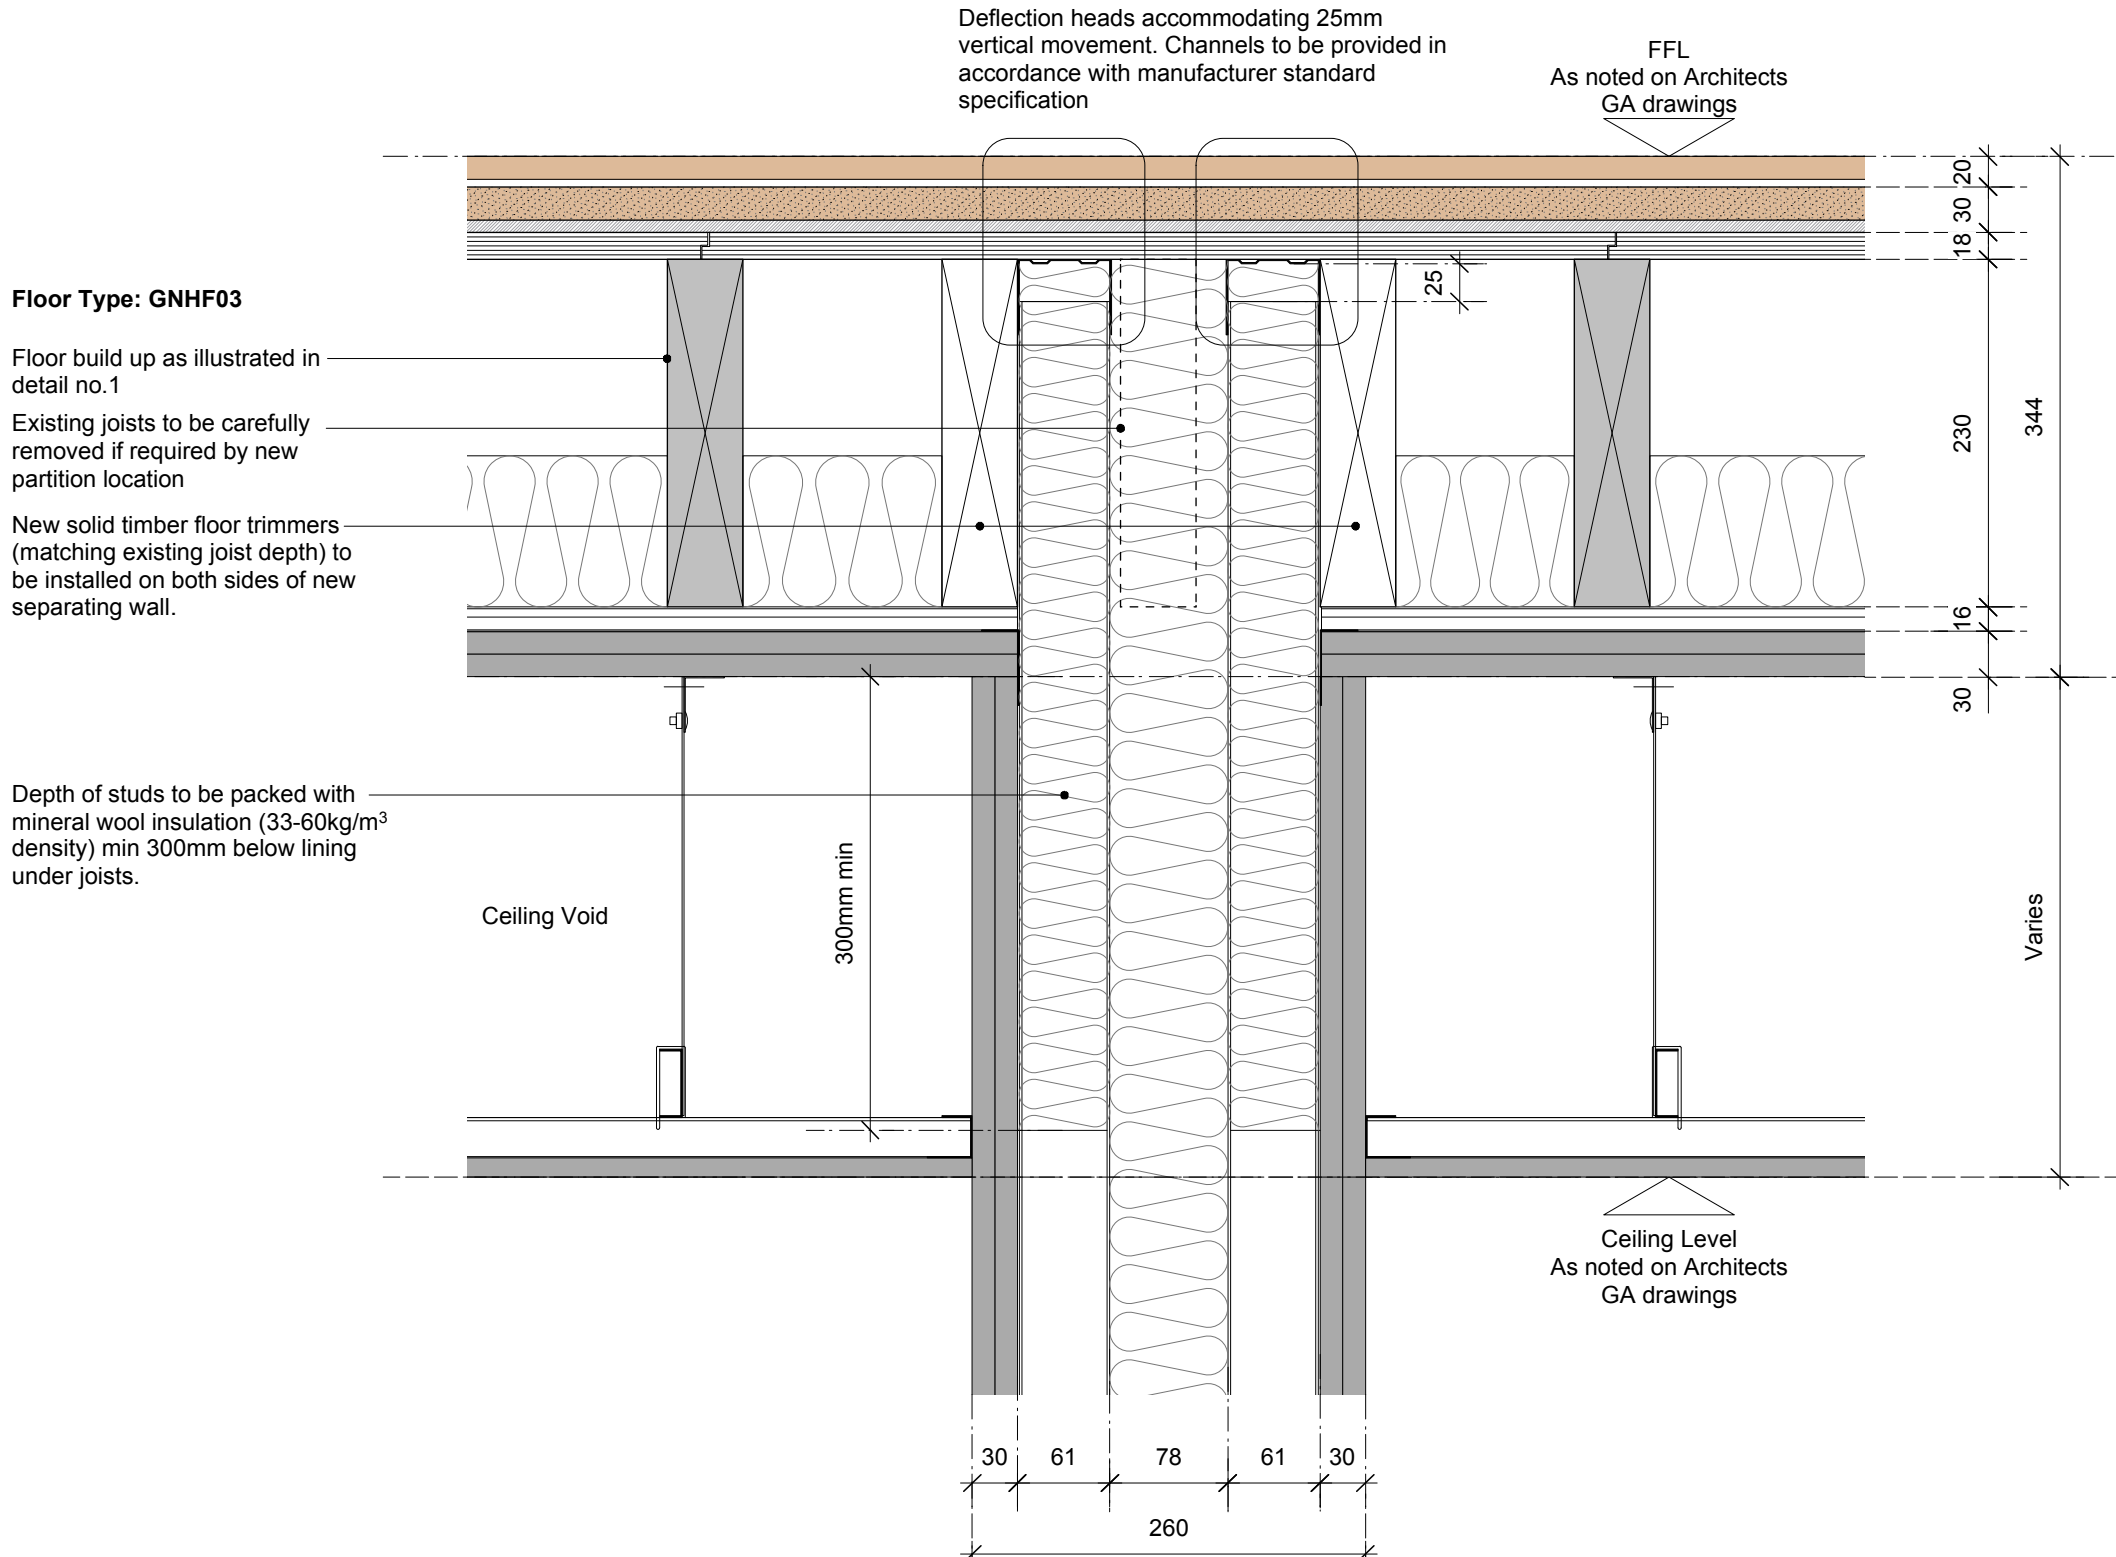 Deflection heads accommodating 25mm
vertical movement. Channels to be provided in
accordance with manufacturer standard
specification
FFL
As noted on Architects
GA drawings
20
30
18
25
Floor Type: GNHF03
Floor build up as illustrated in
detail no.1
Existing joists to be carefully
removed if required by new
partition location
New solid timber floor trimmers
(matching existing joist depth) to
be installed on both sides of new
separating wall.
230
344
16
30
Depth of studs to be packed with
mineral wool insulation (33-60kg/m³
density) min 300mm below lining
under joists.
Ceiling Void
300mm min
Varies
Ceiling Level
As noted on Architects
GA drawings
30 61 78 61 30
260